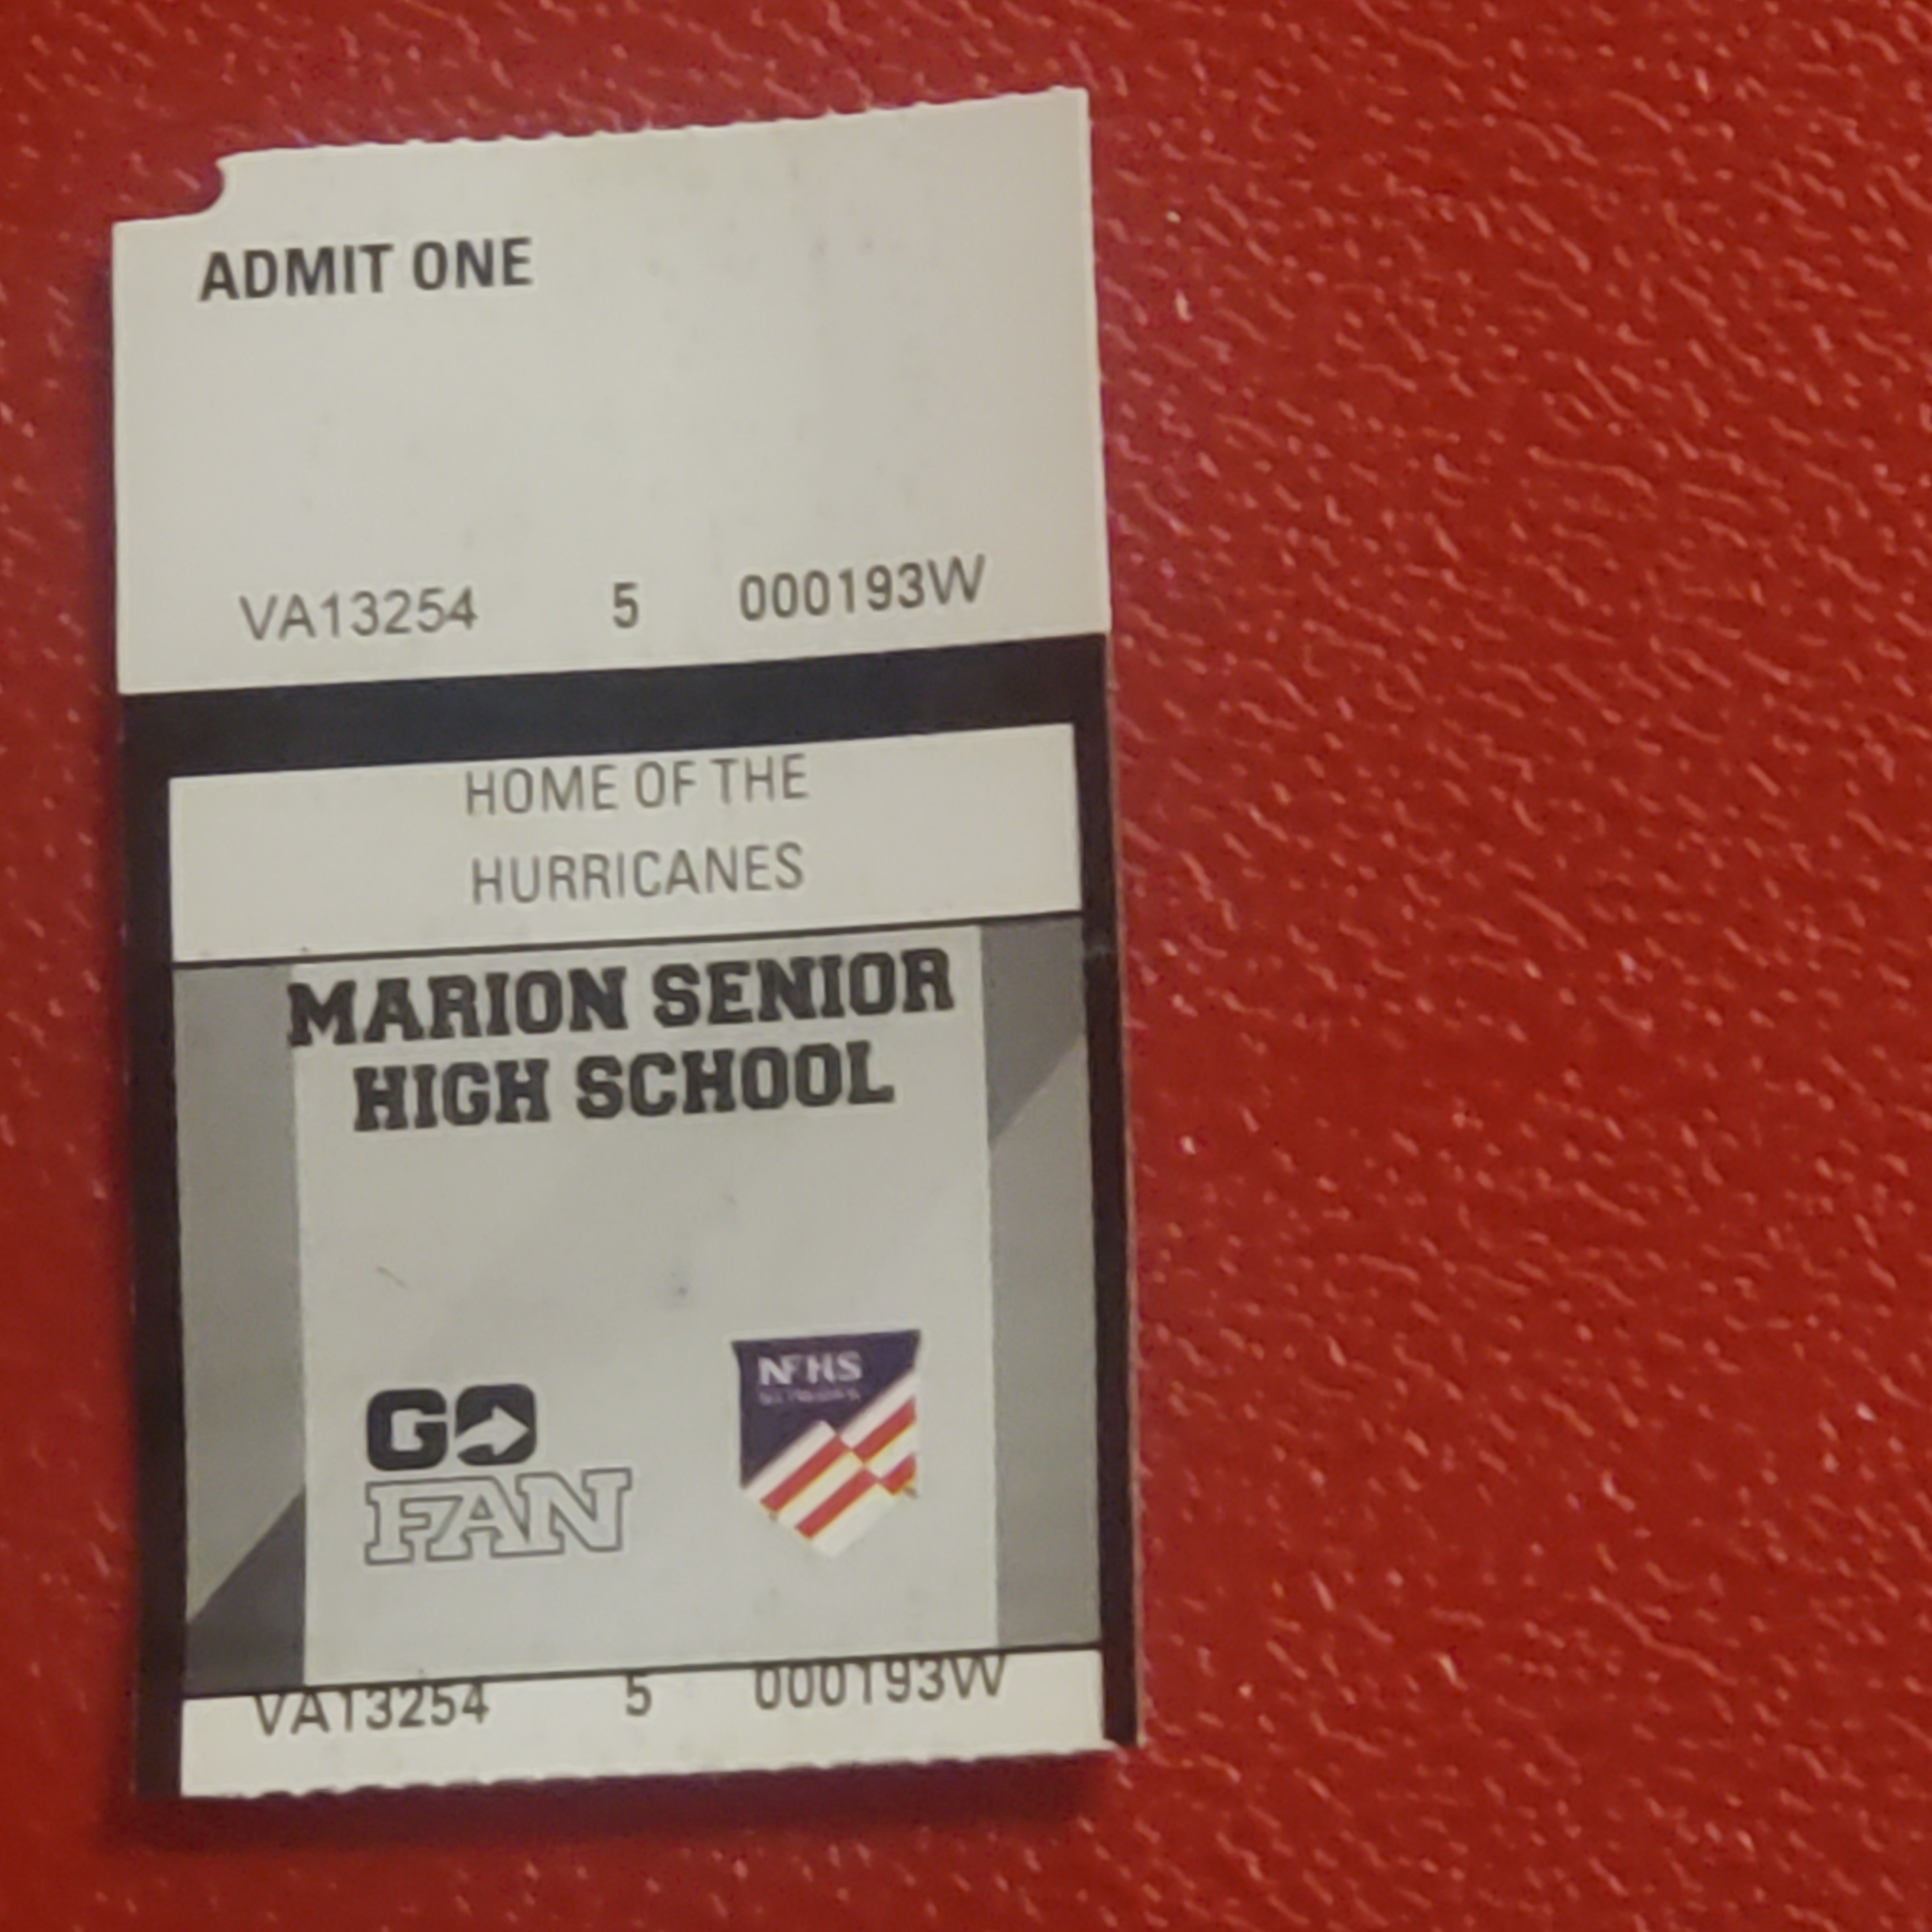 ADMIT ONE
VA13254 5 000193W
HOME OF THE
HURRICANES
MARION SENIOR
HIGH SCHOOL
GO
FAN
NFHS
VA13254 5 000193W